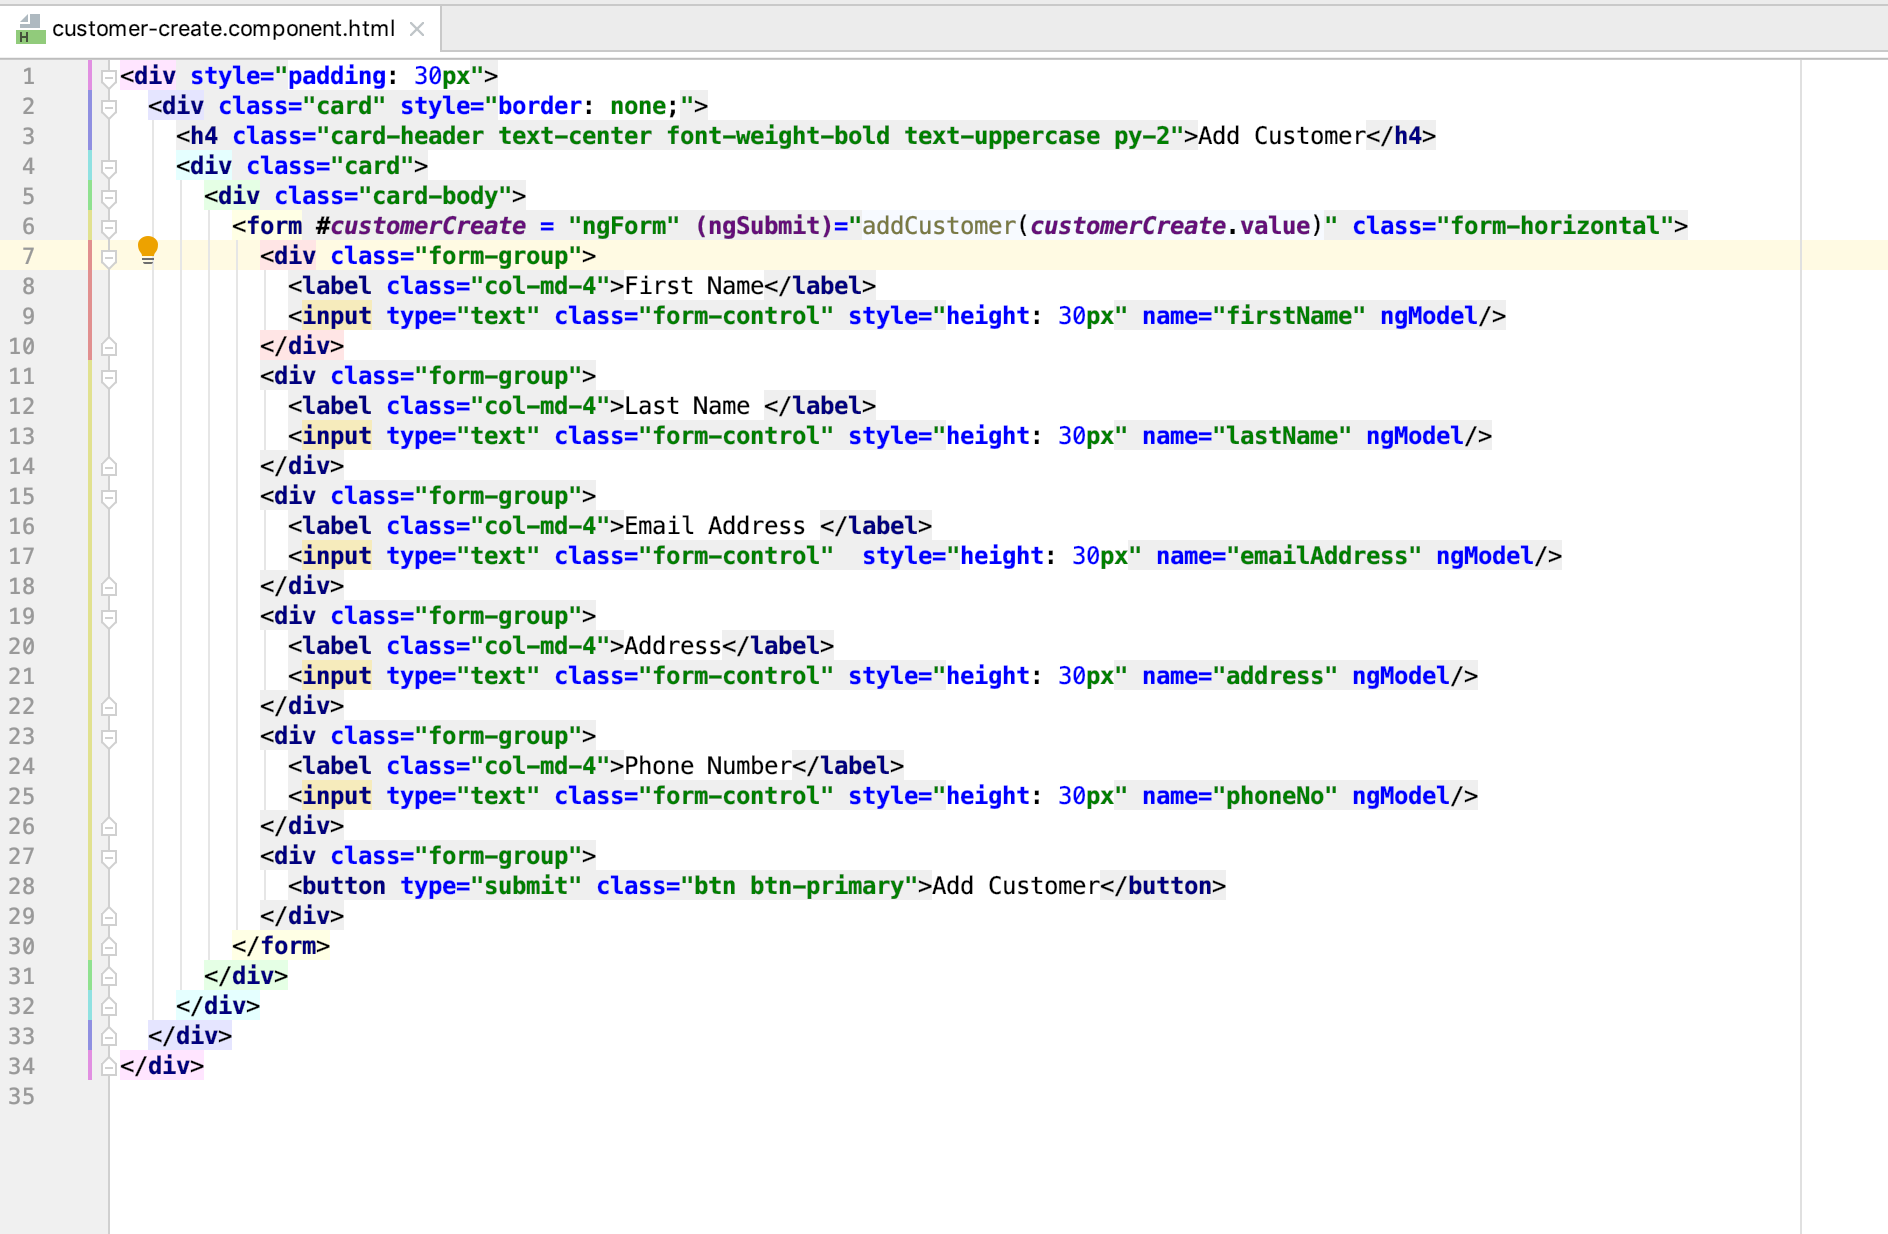 customer-create.component.html
1 <div style="padding: 30px">
2   <div class="card" style="border: none;">
3     <h4 class="card-header text-center font-weight-bold text-uppercase py-2">Add Customer</h4>
4     <div class="card">
5       <div class="card-body">
6         <form #customerCreate = "ngForm" (ngSubmit)="addCustomer(customerCreate.value)" class="form-horizontal">
7           <div class="form-group">
8             <label class="col-md-4">First Name</label>
9             <input type="text" class="form-control" style="height: 30px" name="firstName" ngModel/>
10           </div>
11           <div class="form-group">
12             <label class="col-md-4">Last Name </label>
13             <input type="text" class="form-control" style="height: 30px" name="lastName" ngModel/>
14           </div>
15           <div class="form-group">
16             <label class="col-md-4">Email Address </label>
17             <input type="text" class="form-control"  style="height: 30px" name="emailAddress" ngModel/>
18           </div>
19           <div class="form-group">
20             <label class="col-md-4">Address</label>
21             <input type="text" class="form-control" style="height: 30px" name="address" ngModel/>
22           </div>
23           <div class="form-group">
24             <label class="col-md-4">Phone Number</label>
25             <input type="text" class="form-control" style="height: 30px" name="phoneNo" ngModel/>
26           </div>
27           <div class="form-group">
28             <button type="submit" class="btn btn-primary">Add Customer</button>
29           </div>
30         </form>
31       </div>
32     </div>
33   </div>
34 </div>
35